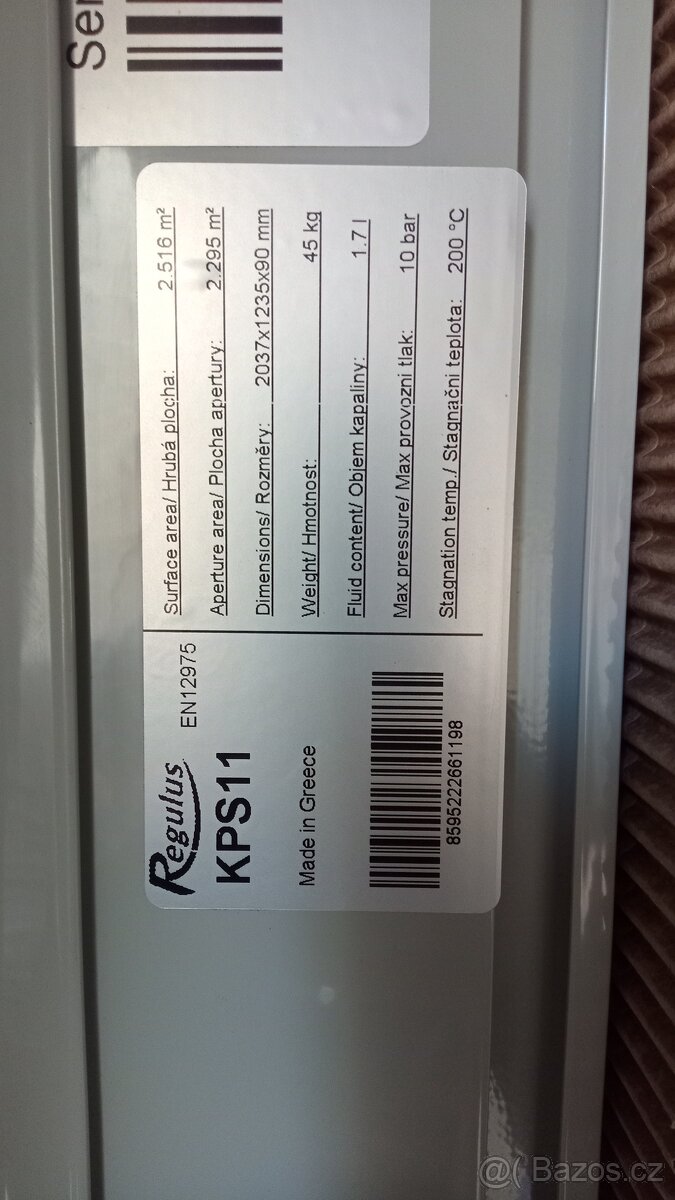 Ser
Regulus
EN12975
KPS11
Made in Greece
8595222661198
Surface area/ Hrubá plocha: 2.516 m²
Aperture area/ Plocha apertury: 2.295 m²
Dimensions/ Rozměry: 2037x1235x90 mm
Weight/ Hmotnost: 45 kg
Fluid content/ Objem kapaliny: 1.7 l
Max pressure/ Max provozni tlak: 10 bar
Stagnation temp./ Stagnační teplota: 200 °C
@( Bazos.cz